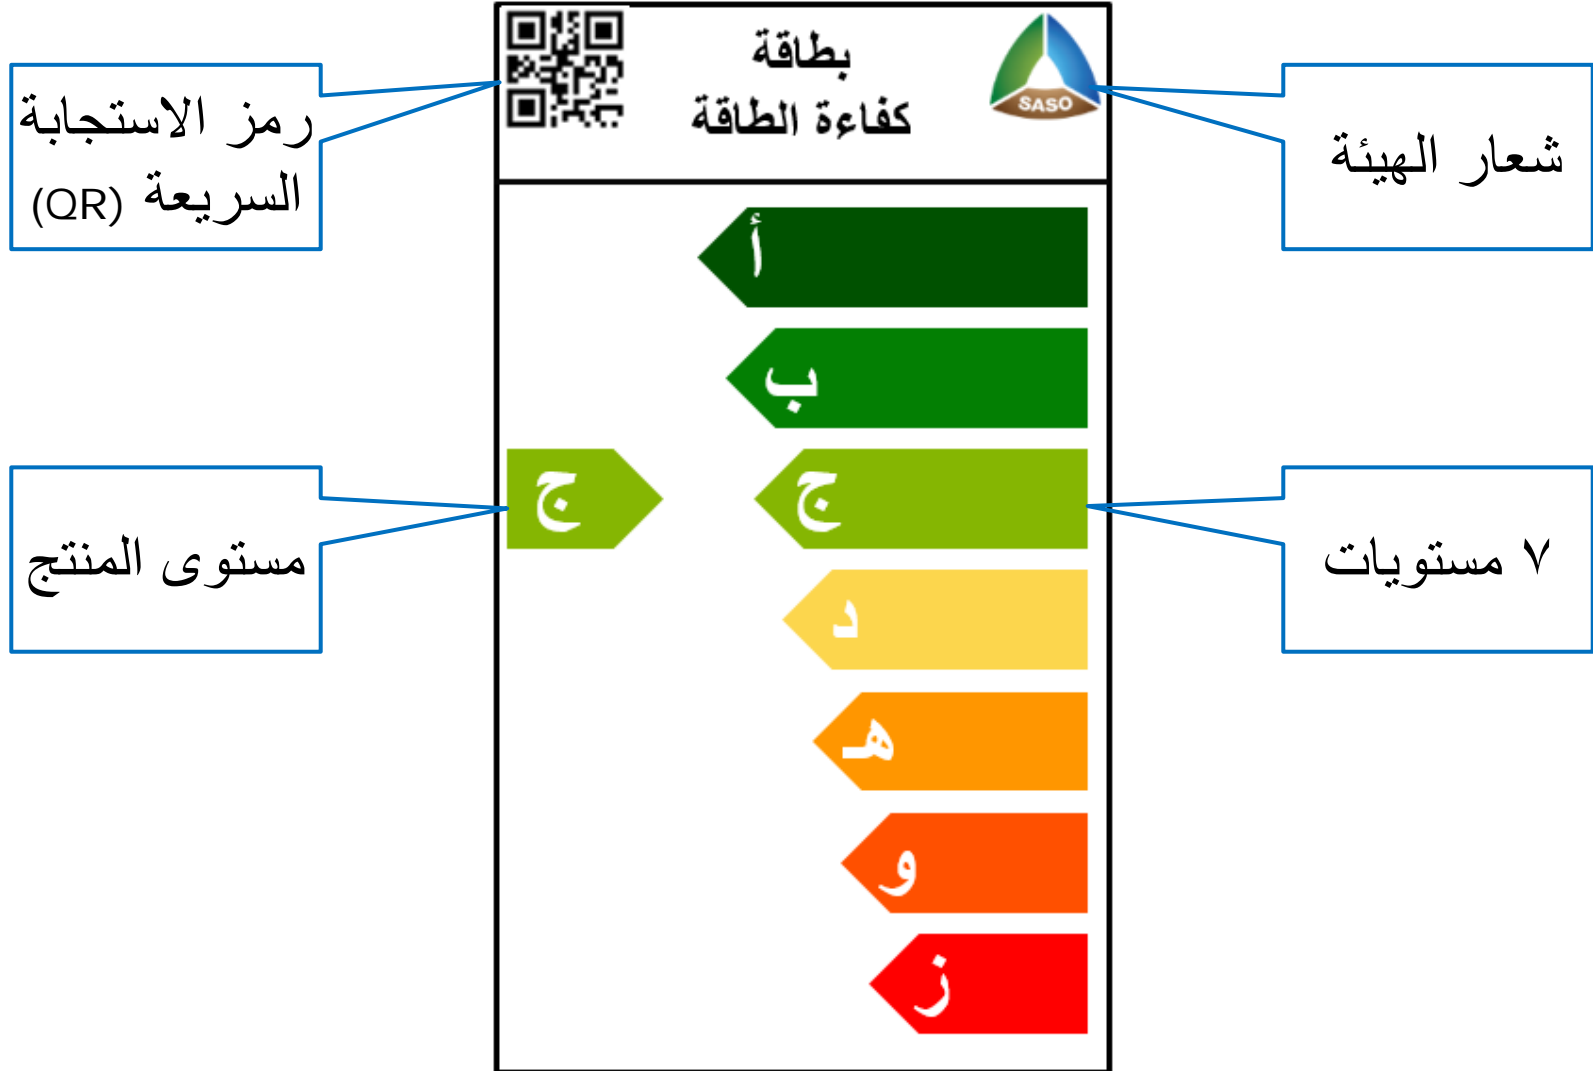 بطاقة
كفاءة الطاقة
SASO
شعار الهيئة
رمز الاستجابة
السريعة (QR)
أ
ب
ج
ج
د
هـ
و
ز
٧ مستويات
مستوى المنتج